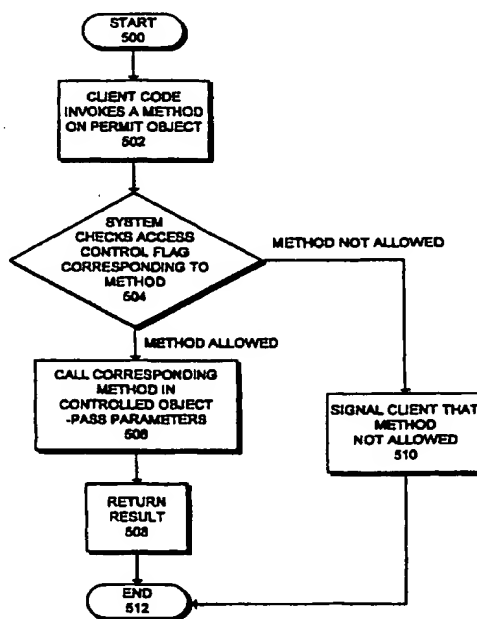 START
500
CLIENT CODE
INVOKES A METHOD
ON PERMIT OBJECT
502
SYSTEM
CHECKS ACCESS
CONTROL FLAG
CORRESPONDING TO
METHOD
504
METHOD NOT ALLOWED
METHOD ALLOWED
CALL CORRESPONDING
METHOD IN
CONTROLLED OBJECT
-PASS PARAMETERS
506
SIGNAL CLIENT THAT
METHOD
NOT ALLOWED
510
RETURN
RESULT
508
END
512